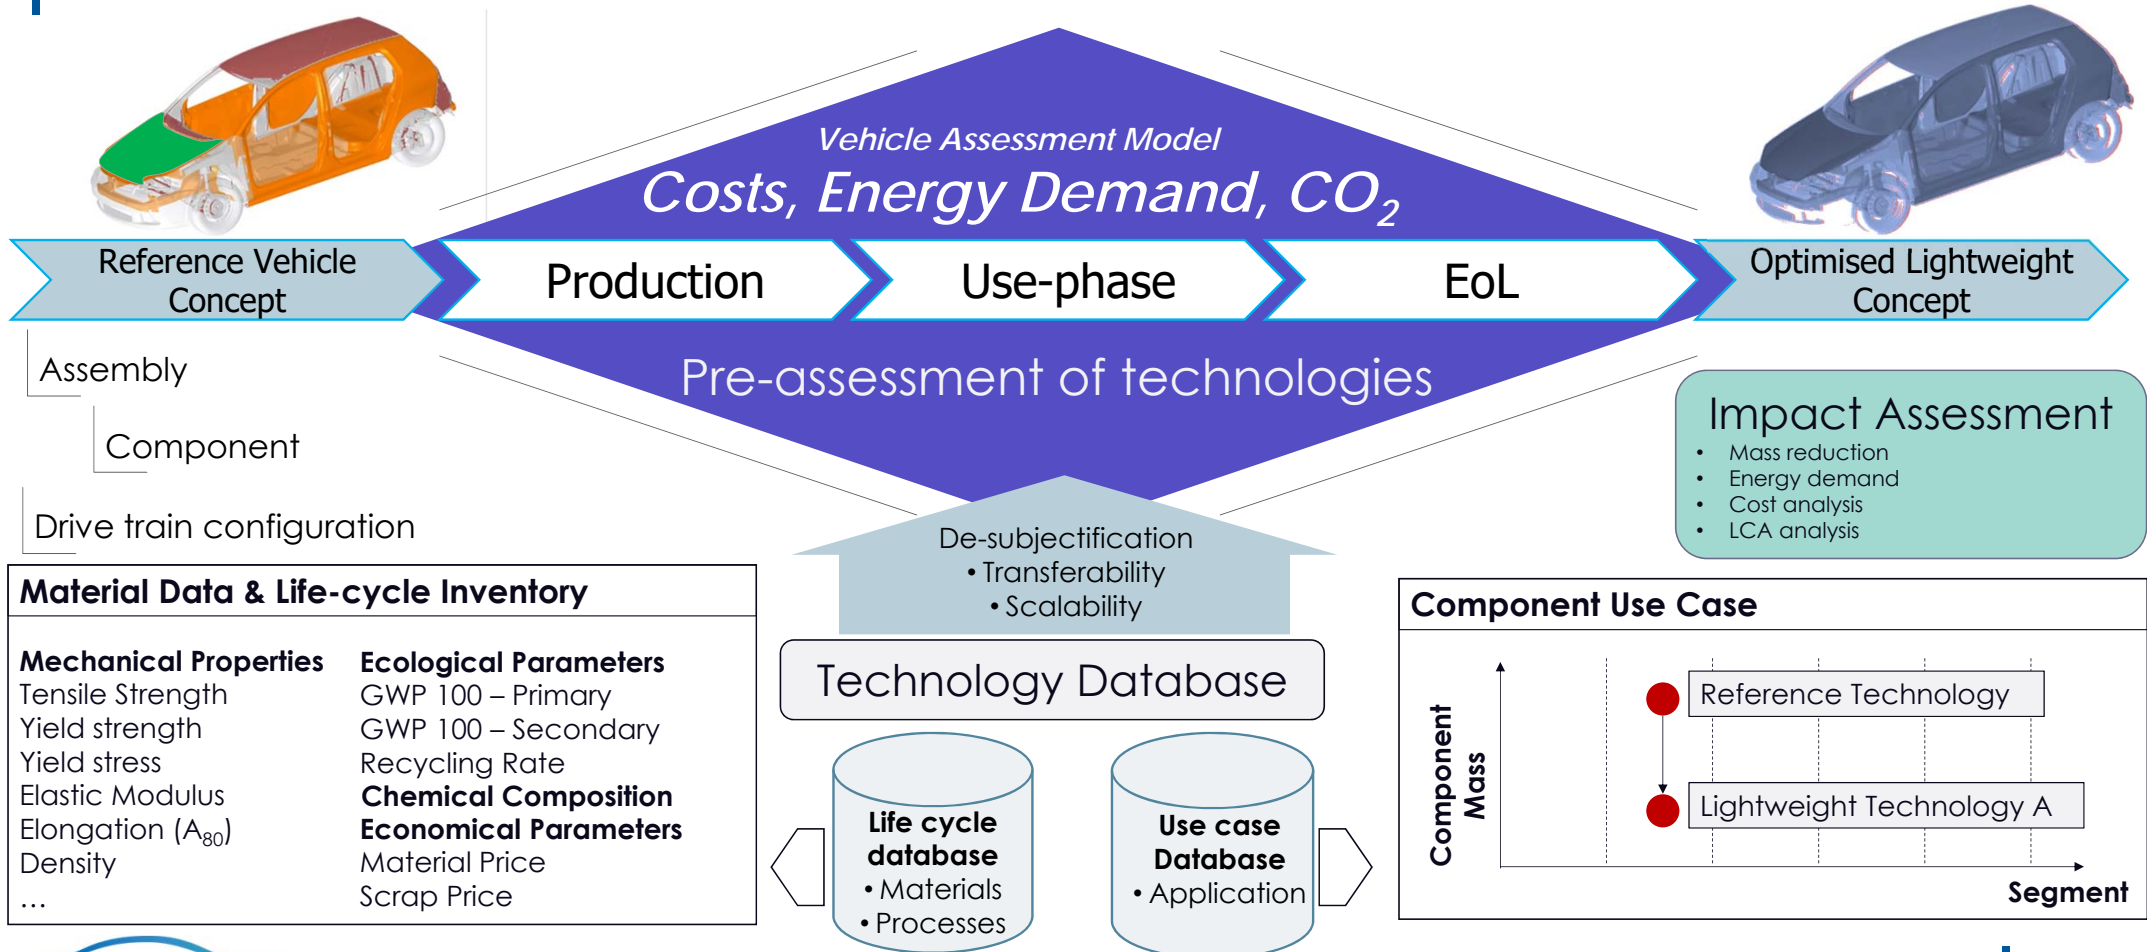 Vehicle Assessment Model
Costs, Energy Demand, CO2
Reference Vehicle
Concept
Production
Use-phase
EoL
Optimised Lightweight
Concept
Pre-assessment of technologies
Assembly
Component
Drive train configuration
Impact Assessment
• Mass reduction
• Energy demand
• Cost analysis
• LCA analysis
De-subjectification
• Transferability
• Scalability
Material Data & Life-cycle Inventory
Mechanical Properties
Tensile Strength
Yield strength
Yield stress
Elastic Modulus
Elongation (A80)
Density
...
Ecological Parameters
GWP 100 – Primary
GWP 100 – Secondary
Recycling Rate
Chemical Composition
Economical Parameters
Material Price
Scrap Price
Technology Database
Life cycle
database
• Materials
• Processes
Use case
Database
• Application
Component Use Case
Component
Mass
Reference Technology
Lightweight Technology A
Segment